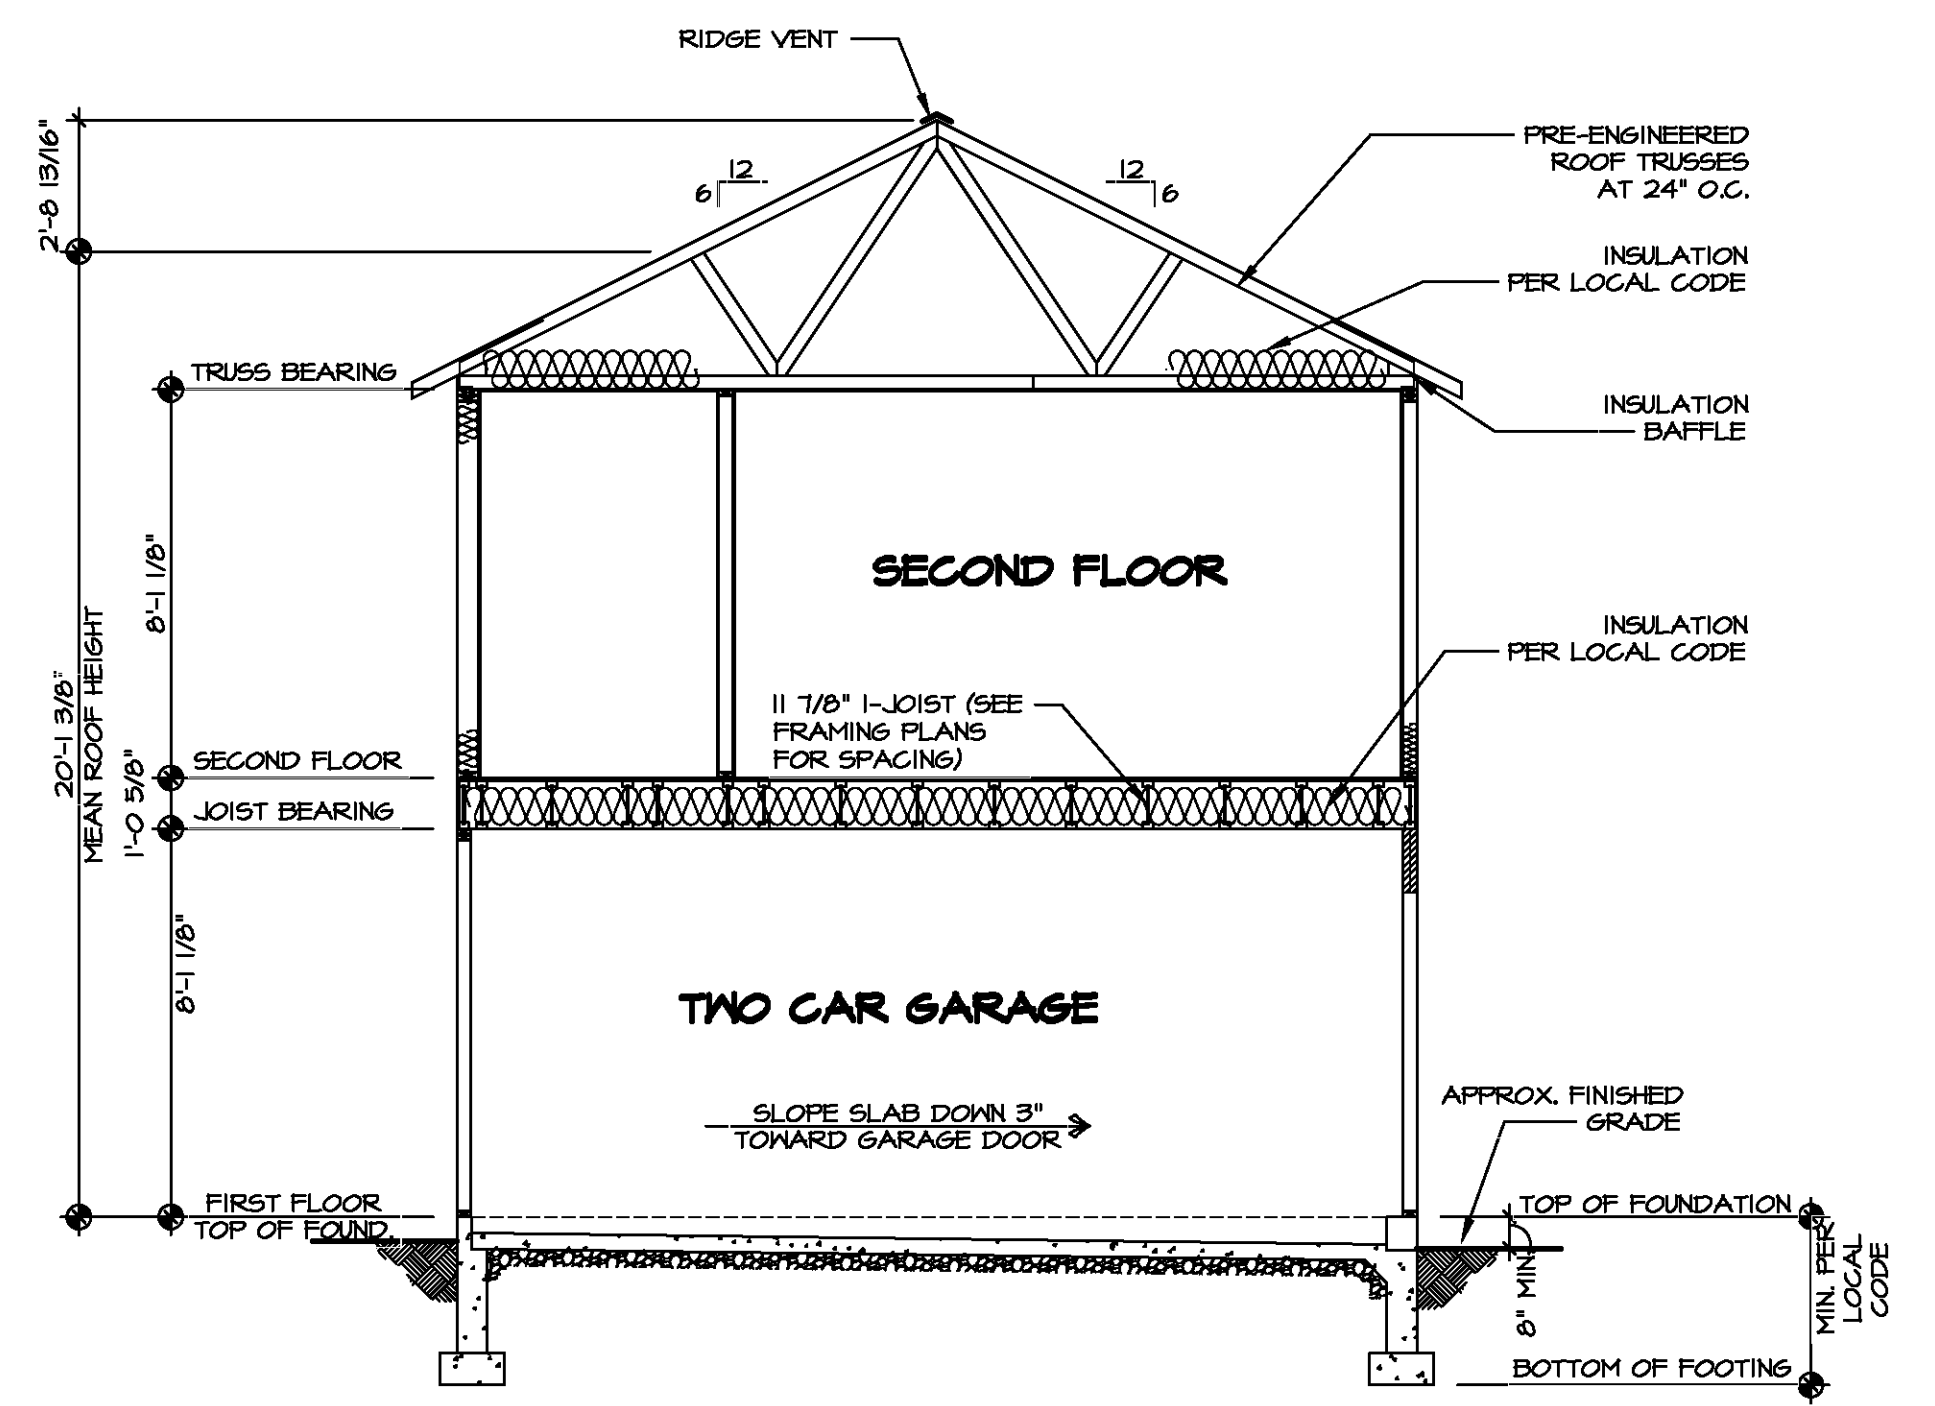 RIDGE VENT
2'-8 13/16"
12
6
12
6
PRE-ENGINEERED
ROOF TRUSSES
AT 24" O.C.
INSULATION
PER LOCAL CODE
TRUSS BEARING
INSULATION
BAFFLE
8'-1 1/8"
SECOND FLOOR
INSULATION
PER LOCAL CODE
20'-1 3/8"
MEAN ROOF HEIGHT
11 7/8" I-JOIST (SEE
FRAMING PLANS
FOR SPACING)
SECOND FLOOR
1'-0 5/8"
JOIST BEARING
8'-1 1/8"
TWO CAR GARAGE
SLOPE SLAB DOWN 3"
TOWARD GARAGE DOOR
APPROX. FINISHED
GRADE
FIRST FLOOR
TOP OF FOUND.
TOP OF FOUNDATION
8" MIN.
MIN. PER
LOCAL
CODE
BOTTOM OF FOOTING